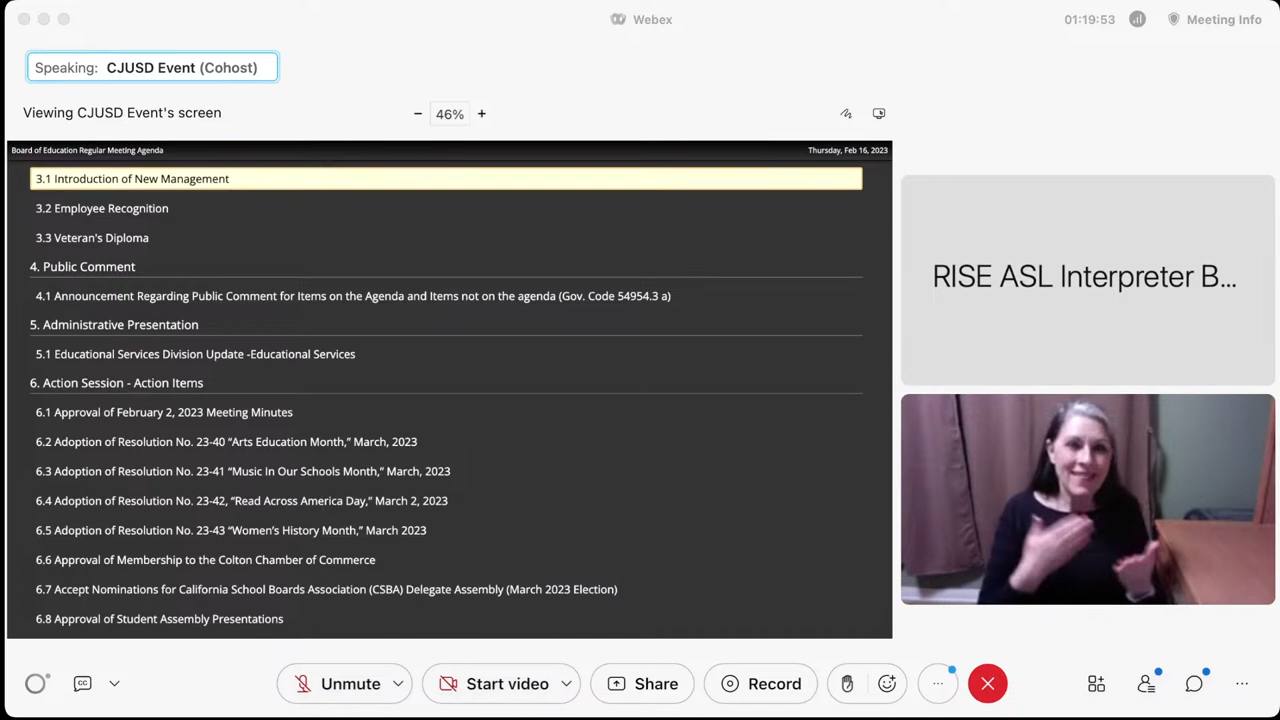 Webex
01:19:53
Meeting Info
Speaking: CJUSD Event (Cohost)
Viewing CJUSD Event's screen
− 46% +
Board of Education Regular Meeting Agenda
Thursday, Feb 16, 2023
3.1 Introduction of New Management
3.2 Employee Recognition
3.3 Veteran's Diploma
4. Public Comment
4.1 Announcement Regarding Public Comment for Items on the Agenda and Items not on the agenda (Gov. Code 54954.3 a)
5. Administrative Presentation
5.1 Educational Services Division Update -Educational Services
6. Action Session - Action Items
6.1 Approval of February 2, 2023 Meeting Minutes
6.2 Adoption of Resolution No. 23-40 “Arts Education Month,” March, 2023
6.3 Adoption of Resolution No. 23-41 “Music In Our Schools Month,” March, 2023
6.4 Adoption of Resolution No. 23-42, “Read Across America Day,” March 2, 2023
6.5 Adoption of Resolution No. 23-43 “Women’s History Month,” March 2023
6.6 Approval of Membership to the Colton Chamber of Commerce
6.7 Accept Nominations for California School Boards Association (CSBA) Delegate Assembly (March 2023 Election)
6.8 Approval of Student Assembly Presentations
RISE ASL Interpreter B...
CC
Unmute
Start video
Share
Record